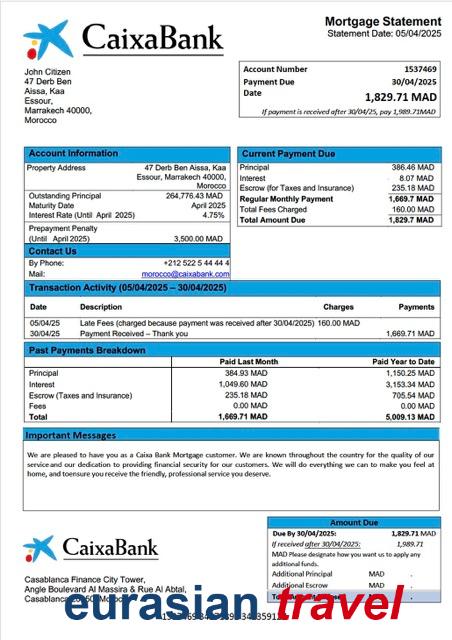 CaixaBank
Mortgage Statement
Statement Date: 05/04/2025
John Citizen
47 Derb Ben
Aissa, Kaa
Essour,
Marrakech 40000,
Morocco
Account Number 1537469
Payment Due 30/04/2025
Date 1,829.71 MAD
If payment is received after 30/04/25, pay 1,989.71MAD
Account Information
Property Address 47 Derb Ben Aissa, Kaa
Essour, Marrakech 40000,
Morocco
Outstanding Principal 264,776.43 MAD
Maturity Date April 2025
Interest Rate (Until April 2025) 4.75%
Prepayment Penalty
(Until April 2025) 3,500.00 MAD
Contact Us
By Phone: +212 522 5 44 44 4
Mail: morocco@caixabank.com
Current Payment Due
Principal 386.46 MAD
Interest 8.07 MAD
Escrow (for Taxes and Insurance) 235.18 MAD
Regular Monthly Payment 1,669.7 MAD
Total Fees Charged 160.00 MAD
Total Amount Due 1,829.7 MAD
Transaction Activity (05/04/2025 – 30/04/2025)
Date Description Charges Payments
05/04/25 Late Fees (charged because payment was received after 30/04/2025) 160.00 MAD
30/04/25 Payment Received – Thank you 1,669.71 MAD
Past Payments Breakdown
Paid Last Month Paid Year to Date
Principal 384.93 MAD 1,150.25 MAD
Interest 1,049.60 MAD 3,153.34 MAD
Escrow (Taxes and Insurance) 235.18 MAD 705.54 MAD
Fees 0.00 MAD 0.00 MAD
Total 1,669.71 MAD 5,009.13 MAD
Important Messages
We are pleased to have you as a Caixa Bank Mortgage customer. We are known throughout the country for the quality of our
service and our dedication to providing financial security for our customers. We will do everything we can to make you feel at
home, and toensure you receive the friendly, professional service you deserve.
CaixaBank
Casablanca Finance City Tower,
Angle Boulevard Al Massira & Rue Al Abtal,
Casablanca
Amount Due
Due By 30/04/2025: 1,829.71 MAD
If received after 30/04/2025: 1,989.71
MAD Please designate how you want us to apply any
additional funds.
Additional Principal MAD .
Additional Escrow MAD .
MAD .
eurasian travel